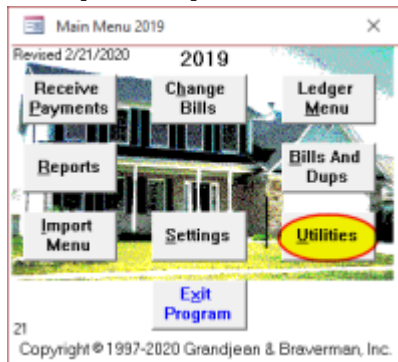 Main Menu 2019
Revised 2/21/2020
2019
Receive
Payments
Change
Bills
Ledger
Menu
Reports
Bills And
Dups
Import
Menu
Settings
Utilities
Exit
Program
21
Copyright © 1997-2020 Grandjean & Braverman, Inc.